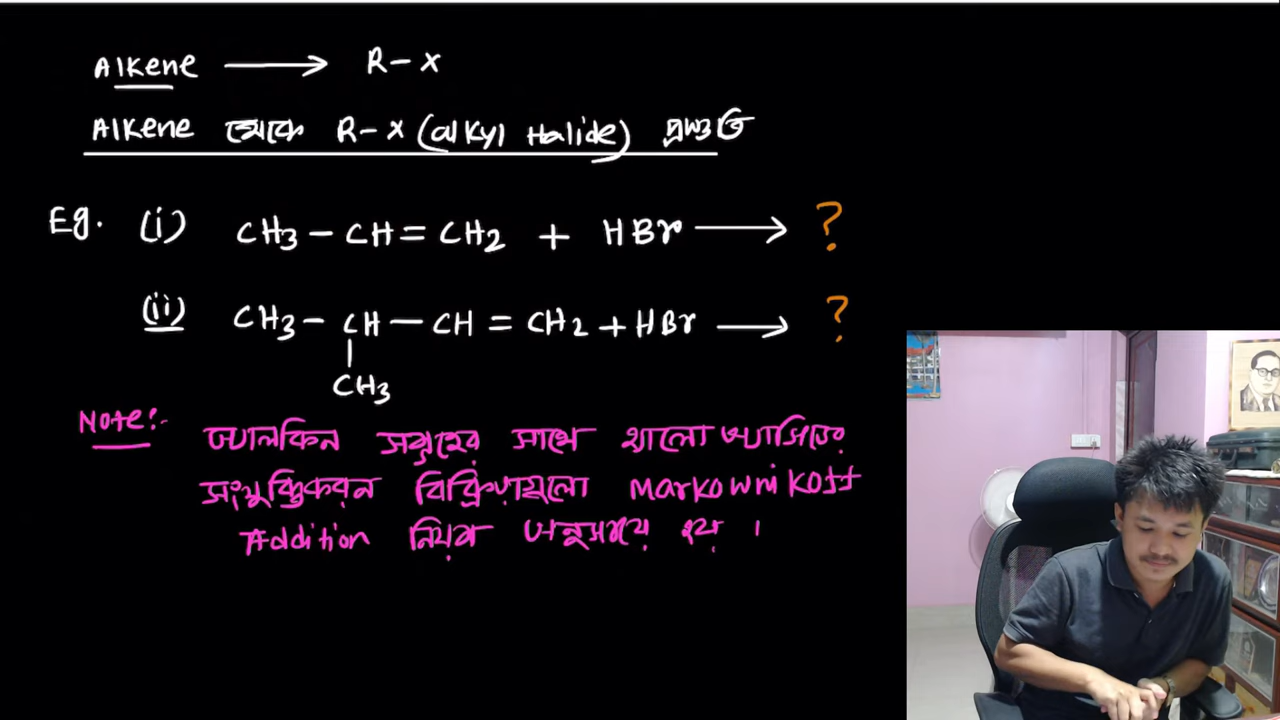 Alkene ⟶ R-X
Alkene থেকে R-X (alkyl Halide) প্রস্তুতি
Eg. (i) CH3 - CH = CH2 + HBr ⟶ ?
(ii) CH3 - CH - CH = CH2 + HBr ⟶ ?
|
CH3
Note:- অ্যালকিন সমূহের সাথে হ্যালো অ্যাসিডের
সংযুক্তিকরন বিক্রিয়াগুলো Markownikoff
Addition নিয়ম অনুসারে হয় ।